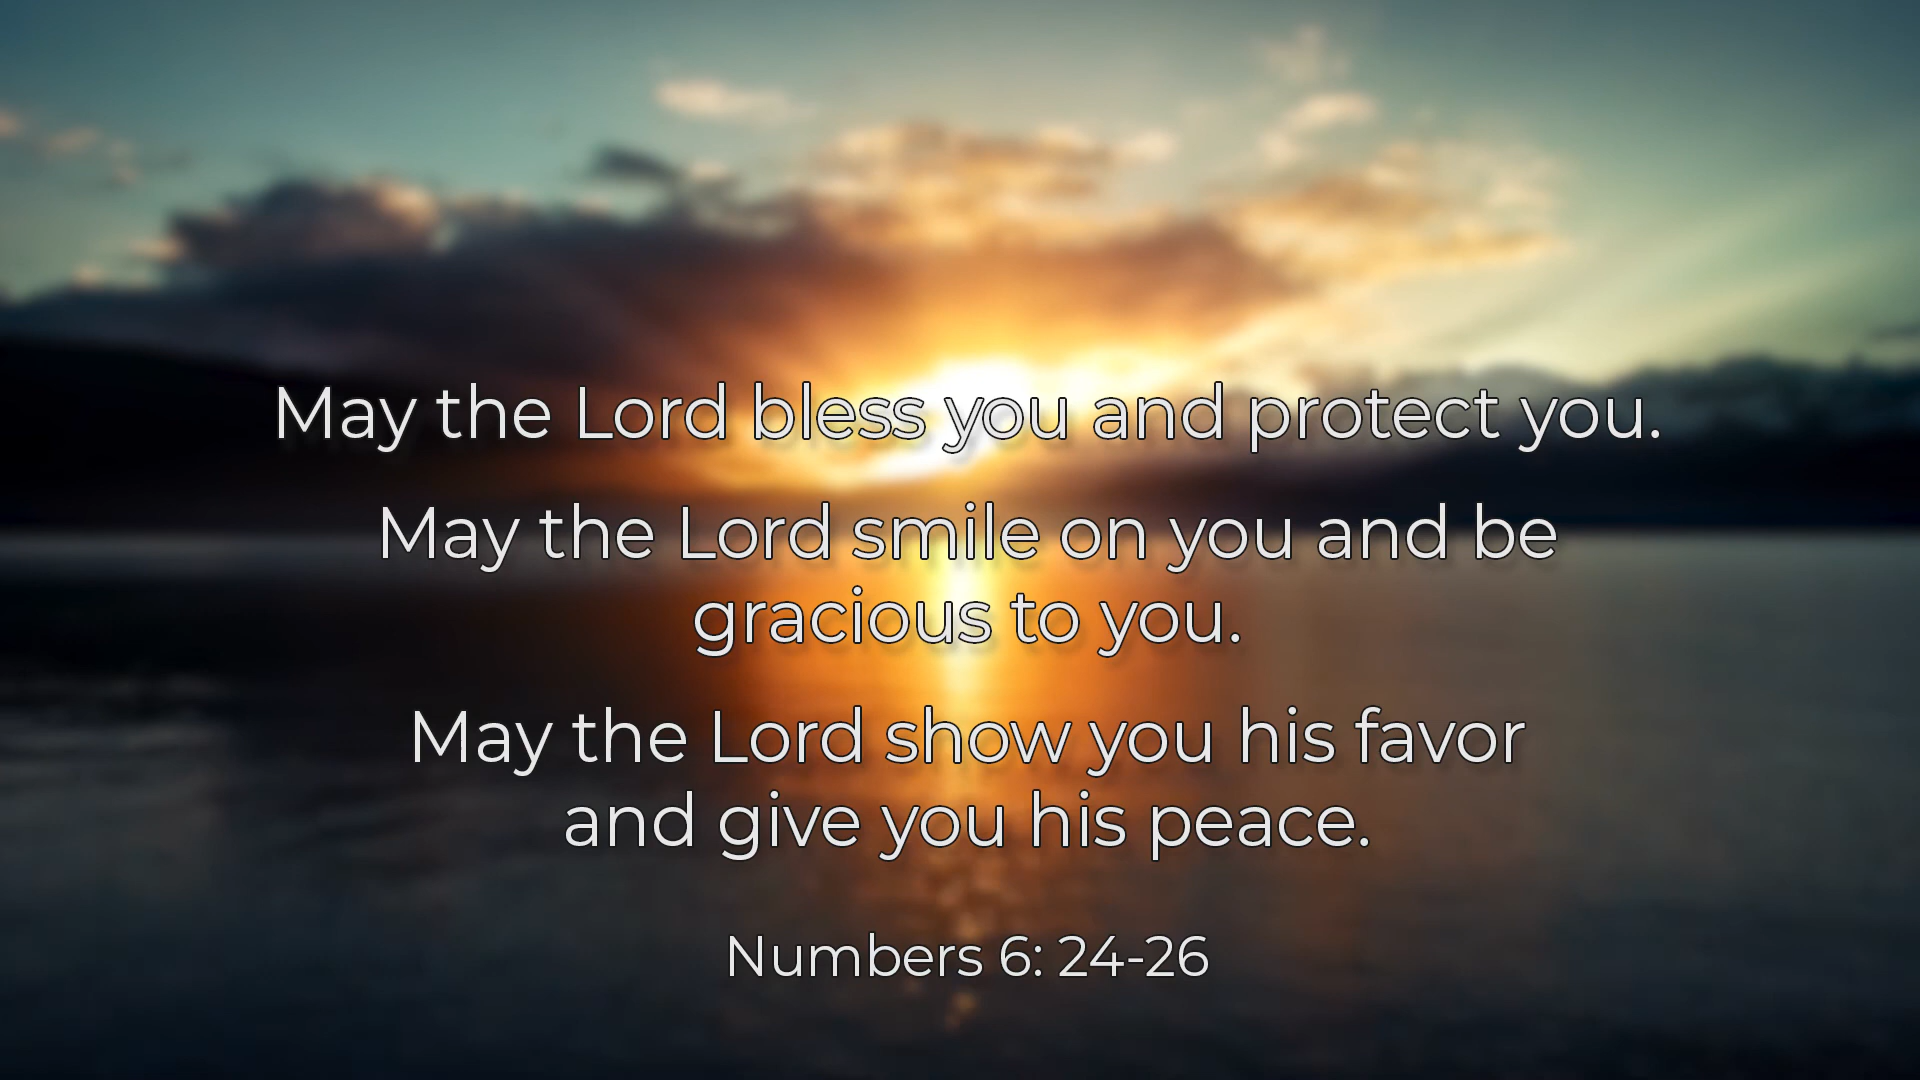 May the Lord bless you and protect you.
May the Lord smile on you and be
gracious to you.
May the Lord show you his favor
and give you his peace.
Numbers 6: 24-26